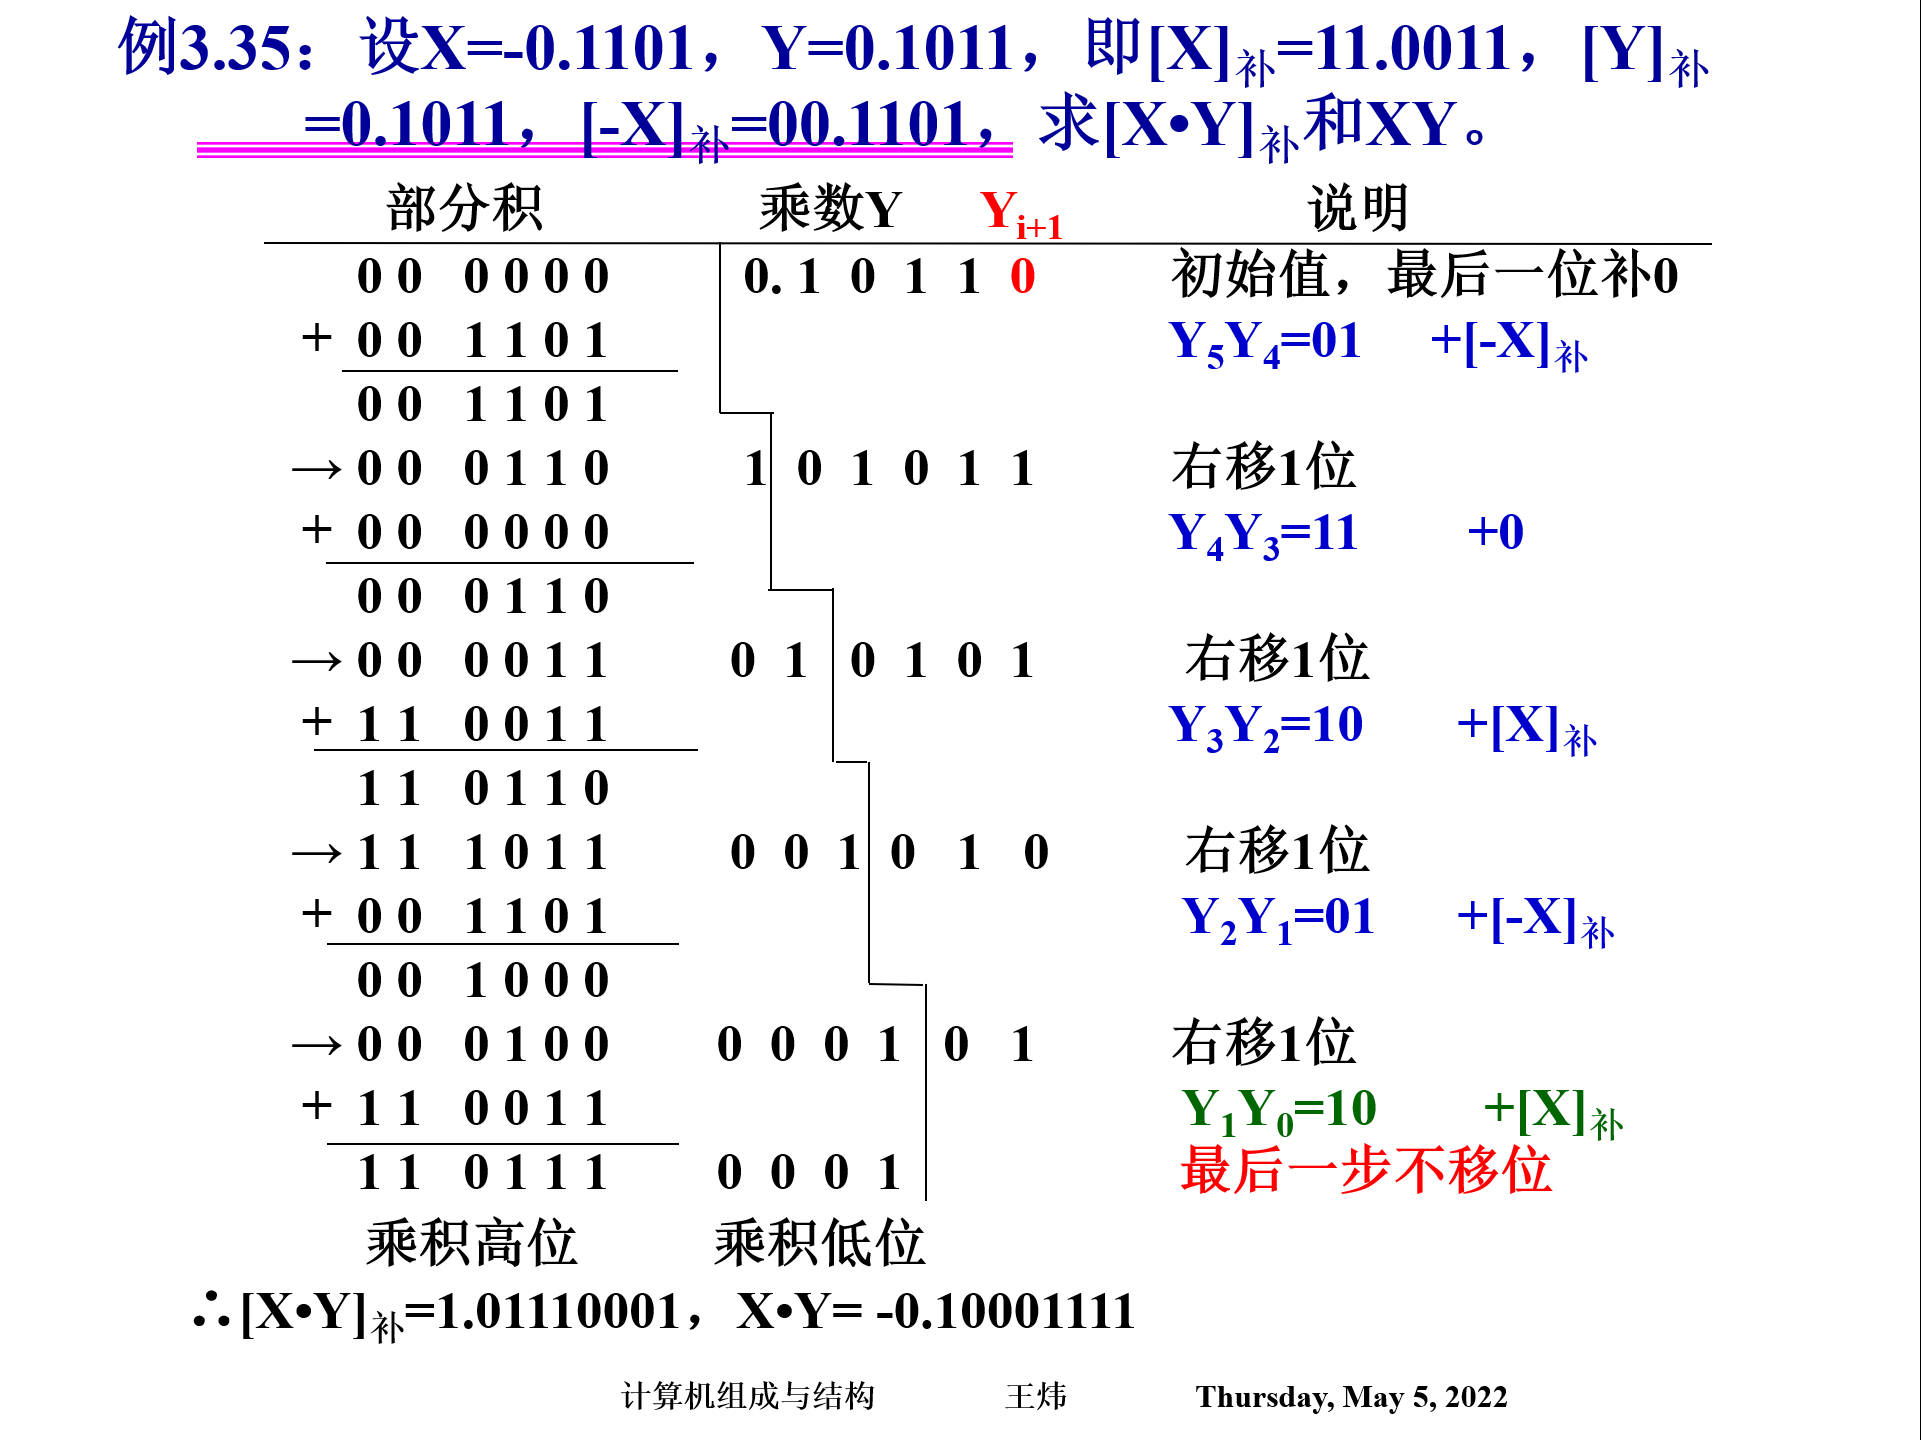 例3.35：设X=-0.1101，Y=0.1011，即[X]补=11.0011，[Y]补
=0.1011，[-X]补=00.1101，求[X•Y]补和XY。
部分积 乘数Y Yi+1 说明
0 0 0 0 0 0 0. 1 0 1 1 0 初始值，最后一位补0
+ 0 0 1 1 0 1 Y5Y4=01 +[-X]补
0 0 1 1 0 1
→ 0 0 0 1 1 0 1 0 1 0 1 1 右移1位
+ 0 0 0 0 0 0 Y4Y3=11 +0
0 0 0 1 1 0
→ 0 0 0 0 1 1 0 1 0 1 0 1 右移1位
+ 1 1 0 0 1 1 Y3Y2=10 +[X]补
1 1 0 1 1 0
→ 1 1 1 0 1 1 0 0 1 0 1 0 右移1位
+ 0 0 1 1 0 1 Y2Y1=01 +[-X]补
0 0 1 0 0 0
→ 0 0 0 1 0 0 0 0 0 1 0 1 右移1位
+ 1 1 0 0 1 1 Y1Y0=10 +[X]补
1 1 0 1 1 1 0 0 0 1 最后一步不移位
乘积高位 乘积低位
∴[X•Y]补=1.01110001，X•Y= -0.10001111
计算机组成与结构 王炜 Thursday, May 5, 2022